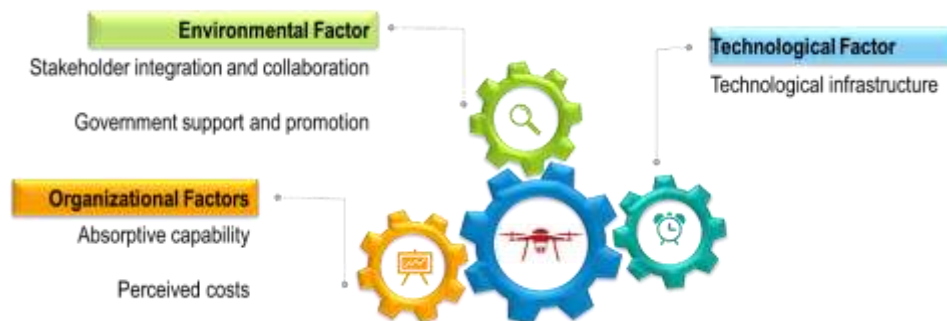 Environmental Factor
Stakeholder integration and collaboration
Government support and promotion
Technological Factor
Technological infrastructure
Organizational Factors
Absorptive capability
Perceived costs